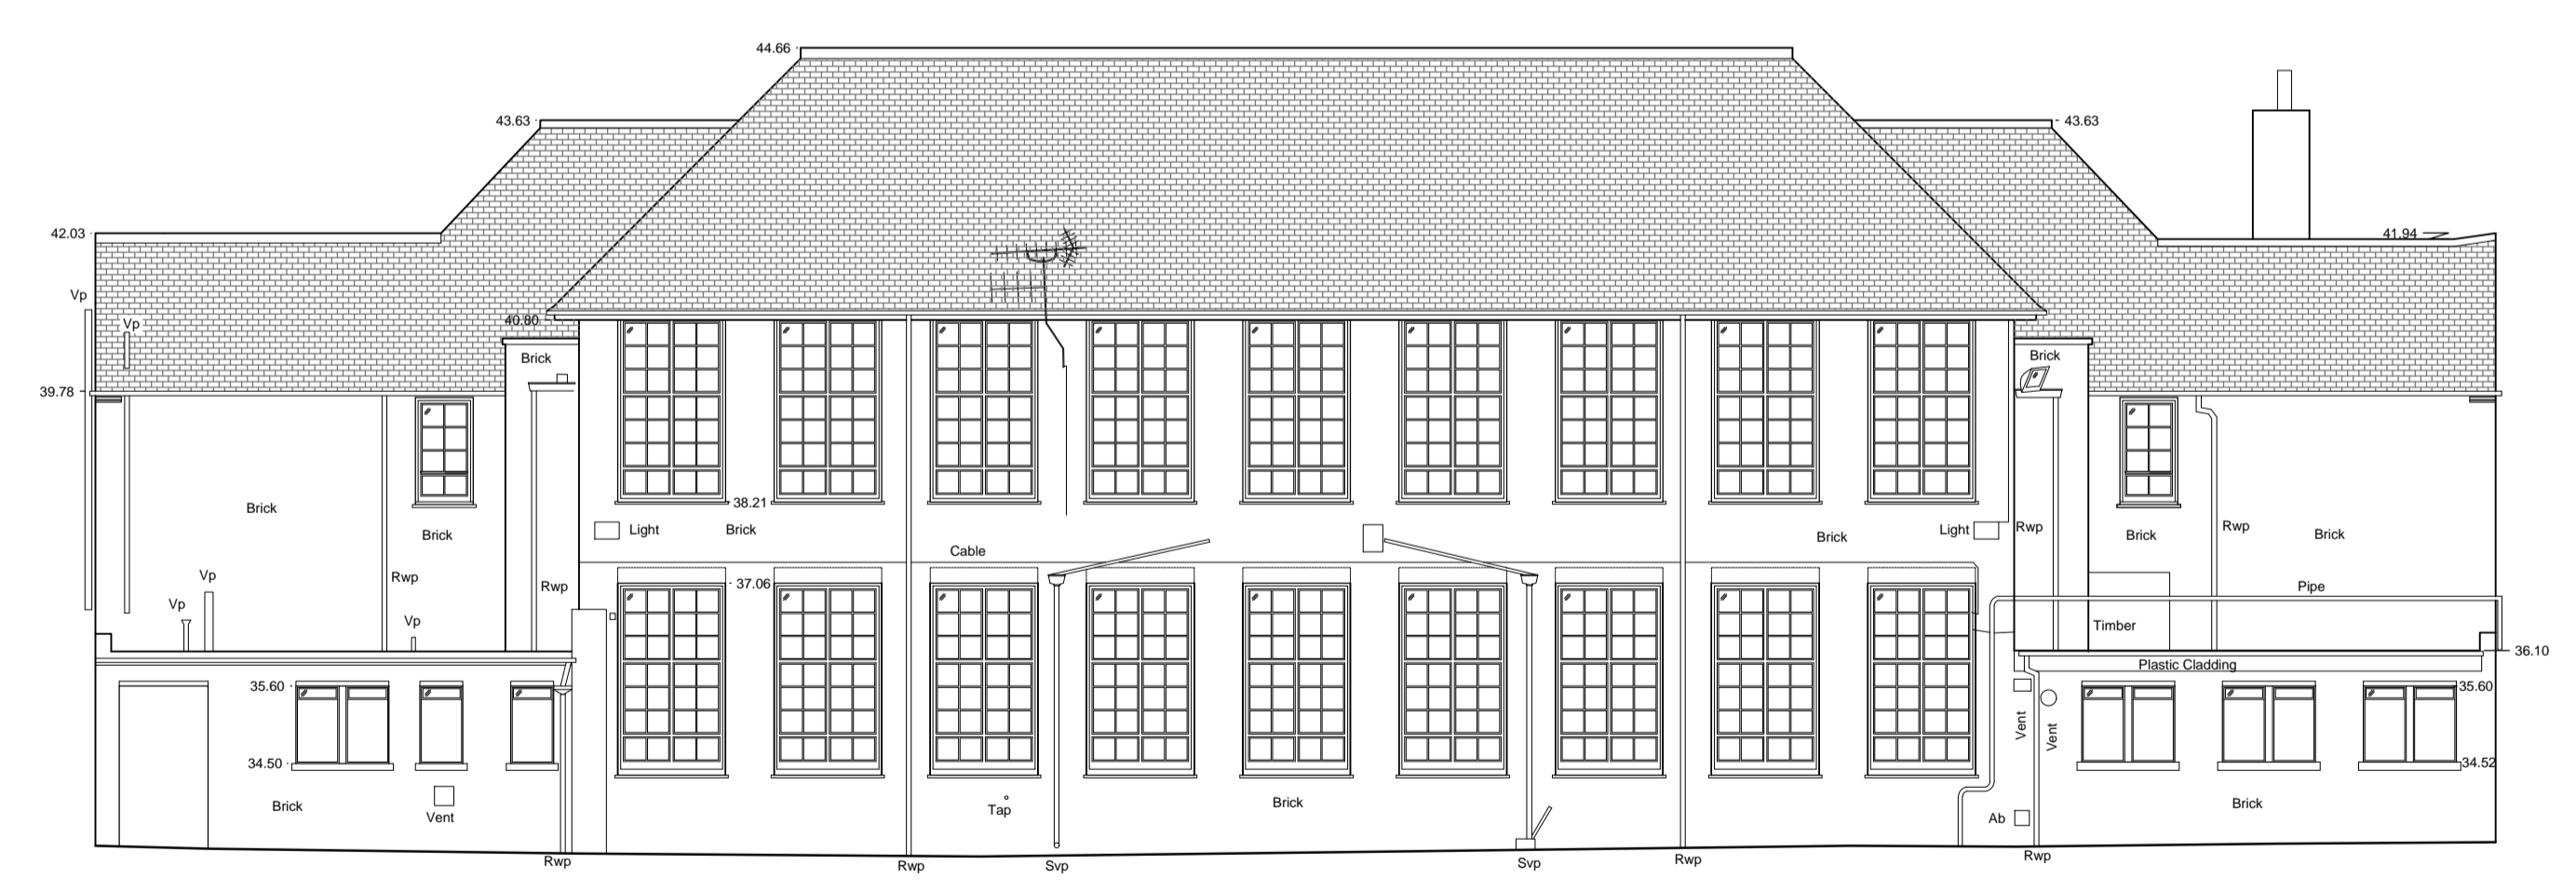 44.66
43.63
43.63
42.03
41.94
Vp
Vp
40.80
Brick
Brick
39.78
38.21
Brick
Light
Brick
Brick
Light
Rwp
Brick
Rwp
Brick
Brick
Cable
Vp
Rwp
Rwp
37.06
Pipe
Vp
Vp
Timber
36.10
Plastic Cladding
35.60
35.60
Vent
Vent
34.50
34.52
Brick
Vent
Tap
Brick
Ab
Brick
Rwp
Rwp
Svp
Svp
Rwp
Rwp